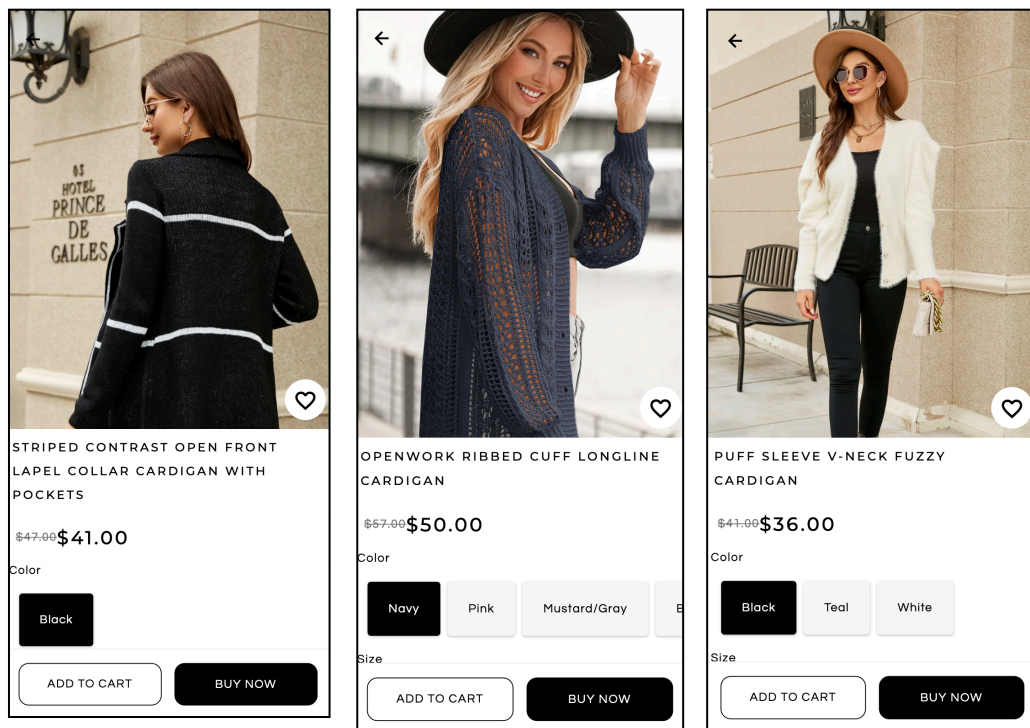 03
HOTEL
PRINCE
DE
GALLES
STRIPED CONTRAST OPEN FRONT
LAPEL COLLAR CARDIGAN WITH
POCKETS
$47.00$41.00
Color
Black
ADD TO CART
BUY NOW
OPENWORK RIBBED CUFF LONGLINE
CARDIGAN
$57.00$50.00
Color
Navy
Pink
Mustard/Gray
Size
ADD TO CART
BUY NOW
PUFF SLEEVE V-NECK FUZZY
CARDIGAN
$41.00$36.00
Color
Black
Teal
White
Size
ADD TO CART
BUY NOW